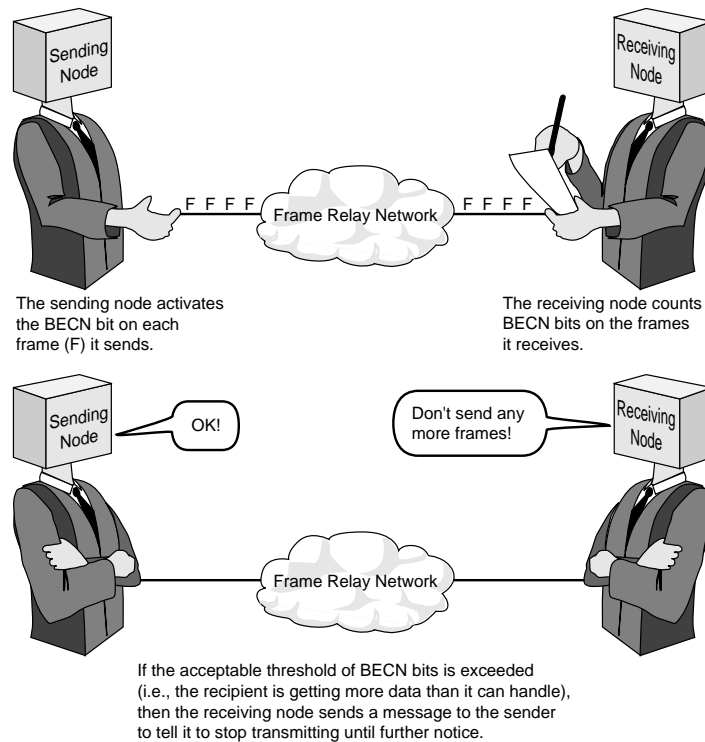 Sending
Node
Receiving
Node
F F F F
Frame Relay Network
F F F F
The sending node activates
the BECN bit on each
frame (F) it sends.
The receiving node counts
BECN bits on the frames
it receives.
Sending
Node
OK!
Don't send any
more frames!
Receiving
Node
Frame Relay Network
If the acceptable threshold of BECN bits is exceeded
(i.e., the recipient is getting more data than it can handle),
then the receiving node sends a message to the sender
to tell it to stop transmitting until further notice.